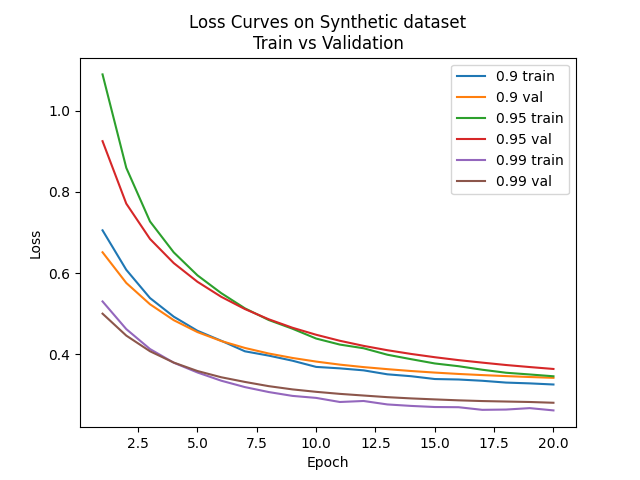 Loss Curves on Synthetic dataset
Train vs Validation
0.9 train
0.9 val
0.95 train
0.95 val
0.99 train
0.99 val
Loss
1.0
0.8
0.6
0.4
2.5 5.0 7.5 10.0 12.5 15.0 17.5 20.0
Epoch